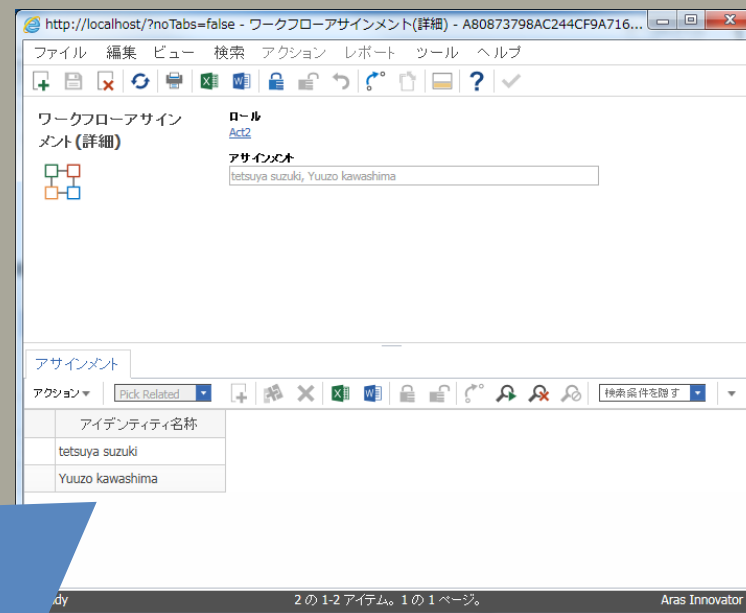 http://localhost/?noTabs=false - ワークフローアサインメント(詳細) - A80873798AC244CF9A716...
ファイル 編集 ビュー 検索 アクション レポート ツール ヘルプ
ワークフローアサイン
メント(詳細)
ロール
Act2
アサインメント
tetsuya suzuki, Yuuzo kawashima
アサインメント
アクション Pick Related 検索条件を隠す
アイデンティティ名称
tetsuya suzuki
Yuuzo kawashima
2 の 1-2 アイテム。1 の 1 ページ。 Aras Innovator